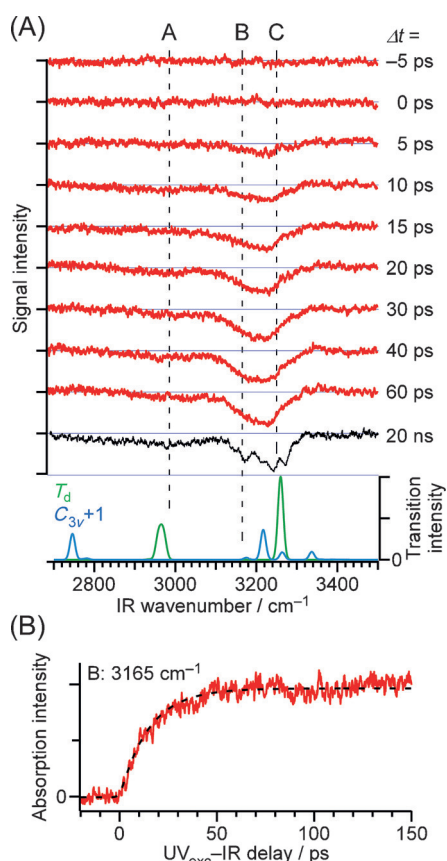 (A)
A B C Δt =
–5 ps
0 ps
5 ps
10 ps
15 ps
20 ps
30 ps
40 ps
60 ps
20 ns
Signal intensity
Td
C3v+1
0
Transition intensity
2800 3000 3200 3400
IR wavenumber / cm⁻¹
(B)
B: 3165 cm⁻¹
Absorption intensity
0
0 50 100 150
UVexc–IR delay / ps